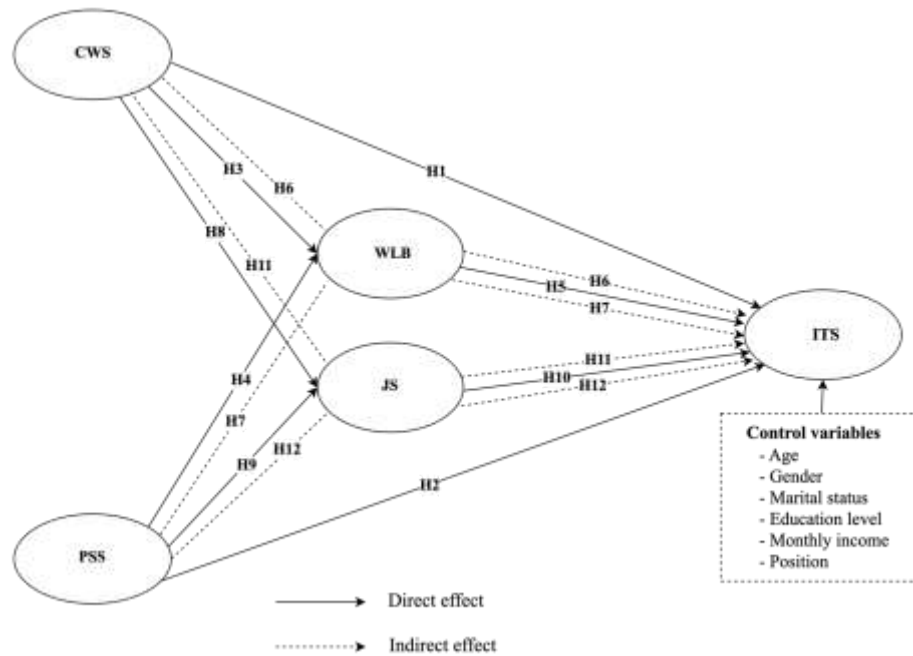 CWS
H1
H3
H6
H8
H11
WLB
H6
H5
H7
ITS
H4
H7
JS
H11
H10
H12
H9
H12
H2
PSS
Control variables
- Age
- Gender
- Marital status
- Education level
- Monthly income
- Position
Direct effect
Indirect effect